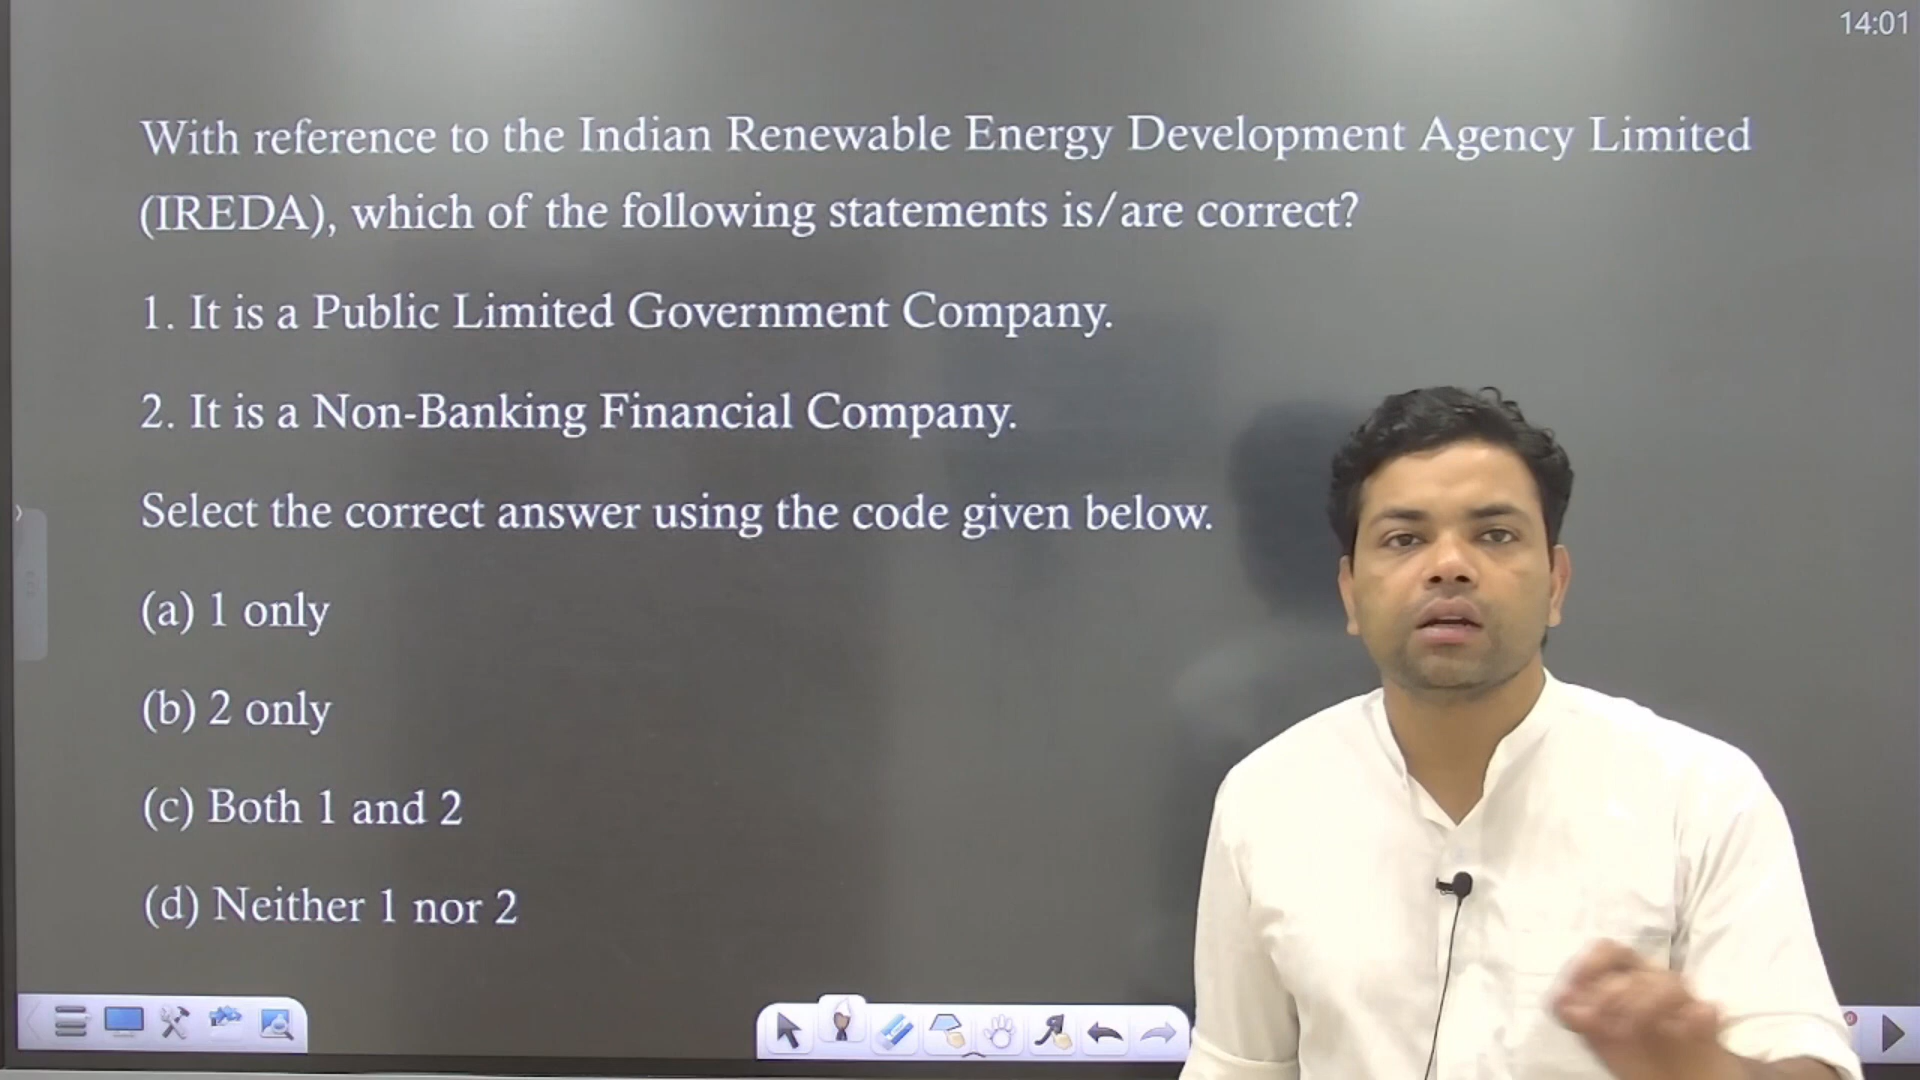 14:01
With reference to the Indian Renewable Energy Development Agency Limited
(IREDA), which of the following statements is/are correct?
1. It is a Public Limited Government Company.
2. It is a Non-Banking Financial Company.
Select the correct answer using the code given below.
(a) 1 only
(b) 2 only
(c) Both 1 and 2
(d) Neither 1 nor 2